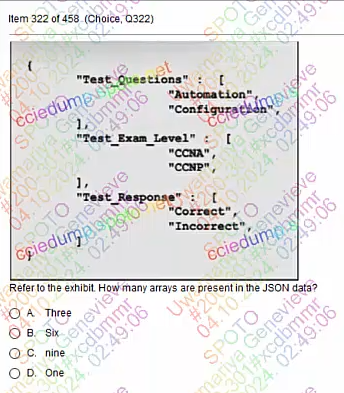 Item 322 of 458 (Choice, Q322)
{
"Test_Questions" : [
"Automation",
"Configuration",
],
"Test_Exam_Level" : [
"CCNA",
"CCNP",
],
"Test_Response" : [
"Correct",
"Incorrect",
]
}
Refer to the exhibit. How many arrays are present in the JSON data?
A. Three
B. Six
C. nine
D. One